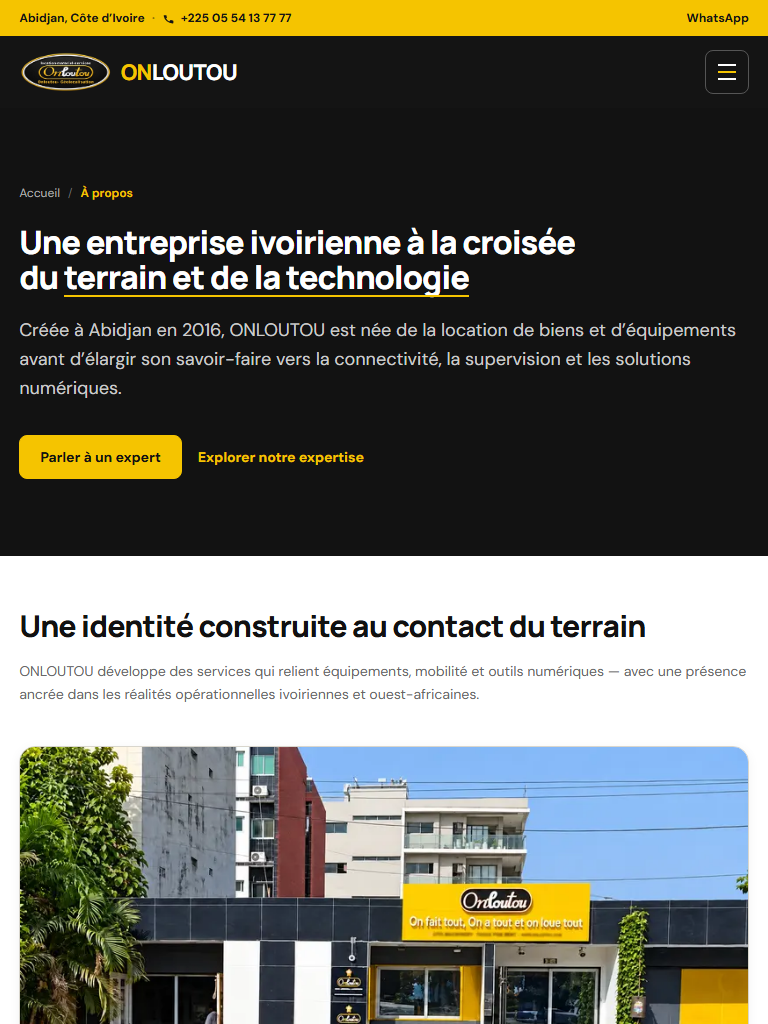 Abidjan, Côte d’Ivoire · +225 05 54 13 77 77 WhatsApp
OnLoutou
ONLOUTOU
Accueil / À propos
Une entreprise ivoirienne à la croisée
du terrain et de la technologie
Créée à Abidjan en 2016, ONLOUTOU est née de la location de biens et d’équipements
avant d’élargir son savoir-faire vers la connectivité, la supervision et les solutions
numériques.
Parler à un expert Explorer notre expertise
Une identité construite au contact du terrain
ONLOUTOU développe des services qui relient équipements, mobilité et outils numériques — avec une présence
ancrée dans les réalités opérationnelles ivoiriennes et ouest-africaines.
OnLoutou
On fait tout, On a tout et on loue tout
OnLoutou
OnLoutou